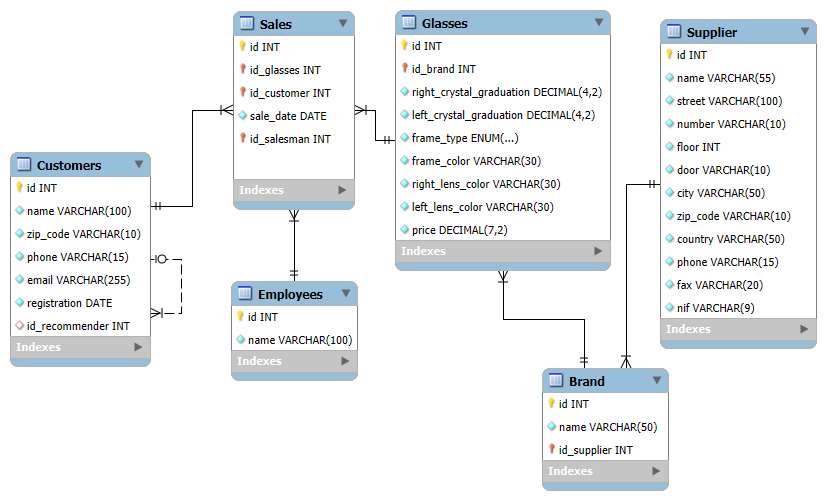 Sales
id INT
id_glasses INT
id_customer INT
sale_date DATE
id_salesman INT
Indexes
Glasses
id INT
id_brand INT
right_crystal_graduation DECIMAL(4,2)
left_crystal_graduation DECIMAL(4,2)
frame_type ENUM(...)
frame_color VARCHAR(30)
right_lens_color VARCHAR(30)
left_lens_color VARCHAR(30)
price DECIMAL(7,2)
Indexes
Supplier
id INT
name VARCHAR(55)
street VARCHAR(100)
number VARCHAR(10)
floor INT
door VARCHAR(10)
city VARCHAR(50)
zip_code VARCHAR(10)
country VARCHAR(50)
phone VARCHAR(15)
fax VARCHAR(20)
nif VARCHAR(9)
Indexes
Customers
id INT
name VARCHAR(100)
zip_code VARCHAR(10)
phone VARCHAR(15)
email VARCHAR(255)
registration DATE
id_recommender INT
Indexes
Employees
id INT
name VARCHAR(100)
Indexes
Brand
id INT
name VARCHAR(50)
id_supplier INT
Indexes